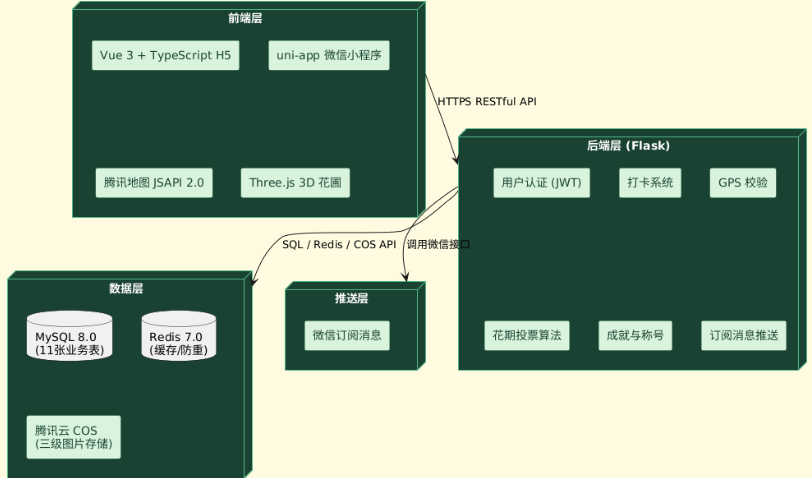 前端层
Vue 3 + TypeScript H5
uni-app 微信小程序
腾讯地图 JSAPI 2.0
Three.js 3D 花圃
HTTPS RESTful API
后端层 (Flask)
用户认证 (JWT)
打卡系统
GPS 校验
花期投票算法
成就与称号
订阅消息推送
SQL / Redis / COS API
调用微信接口
数据层
MySQL 8.0
(11张业务表)
Redis 7.0
(缓存/防重)
腾讯云 COS
(三级图片存储)
推送层
微信订阅消息